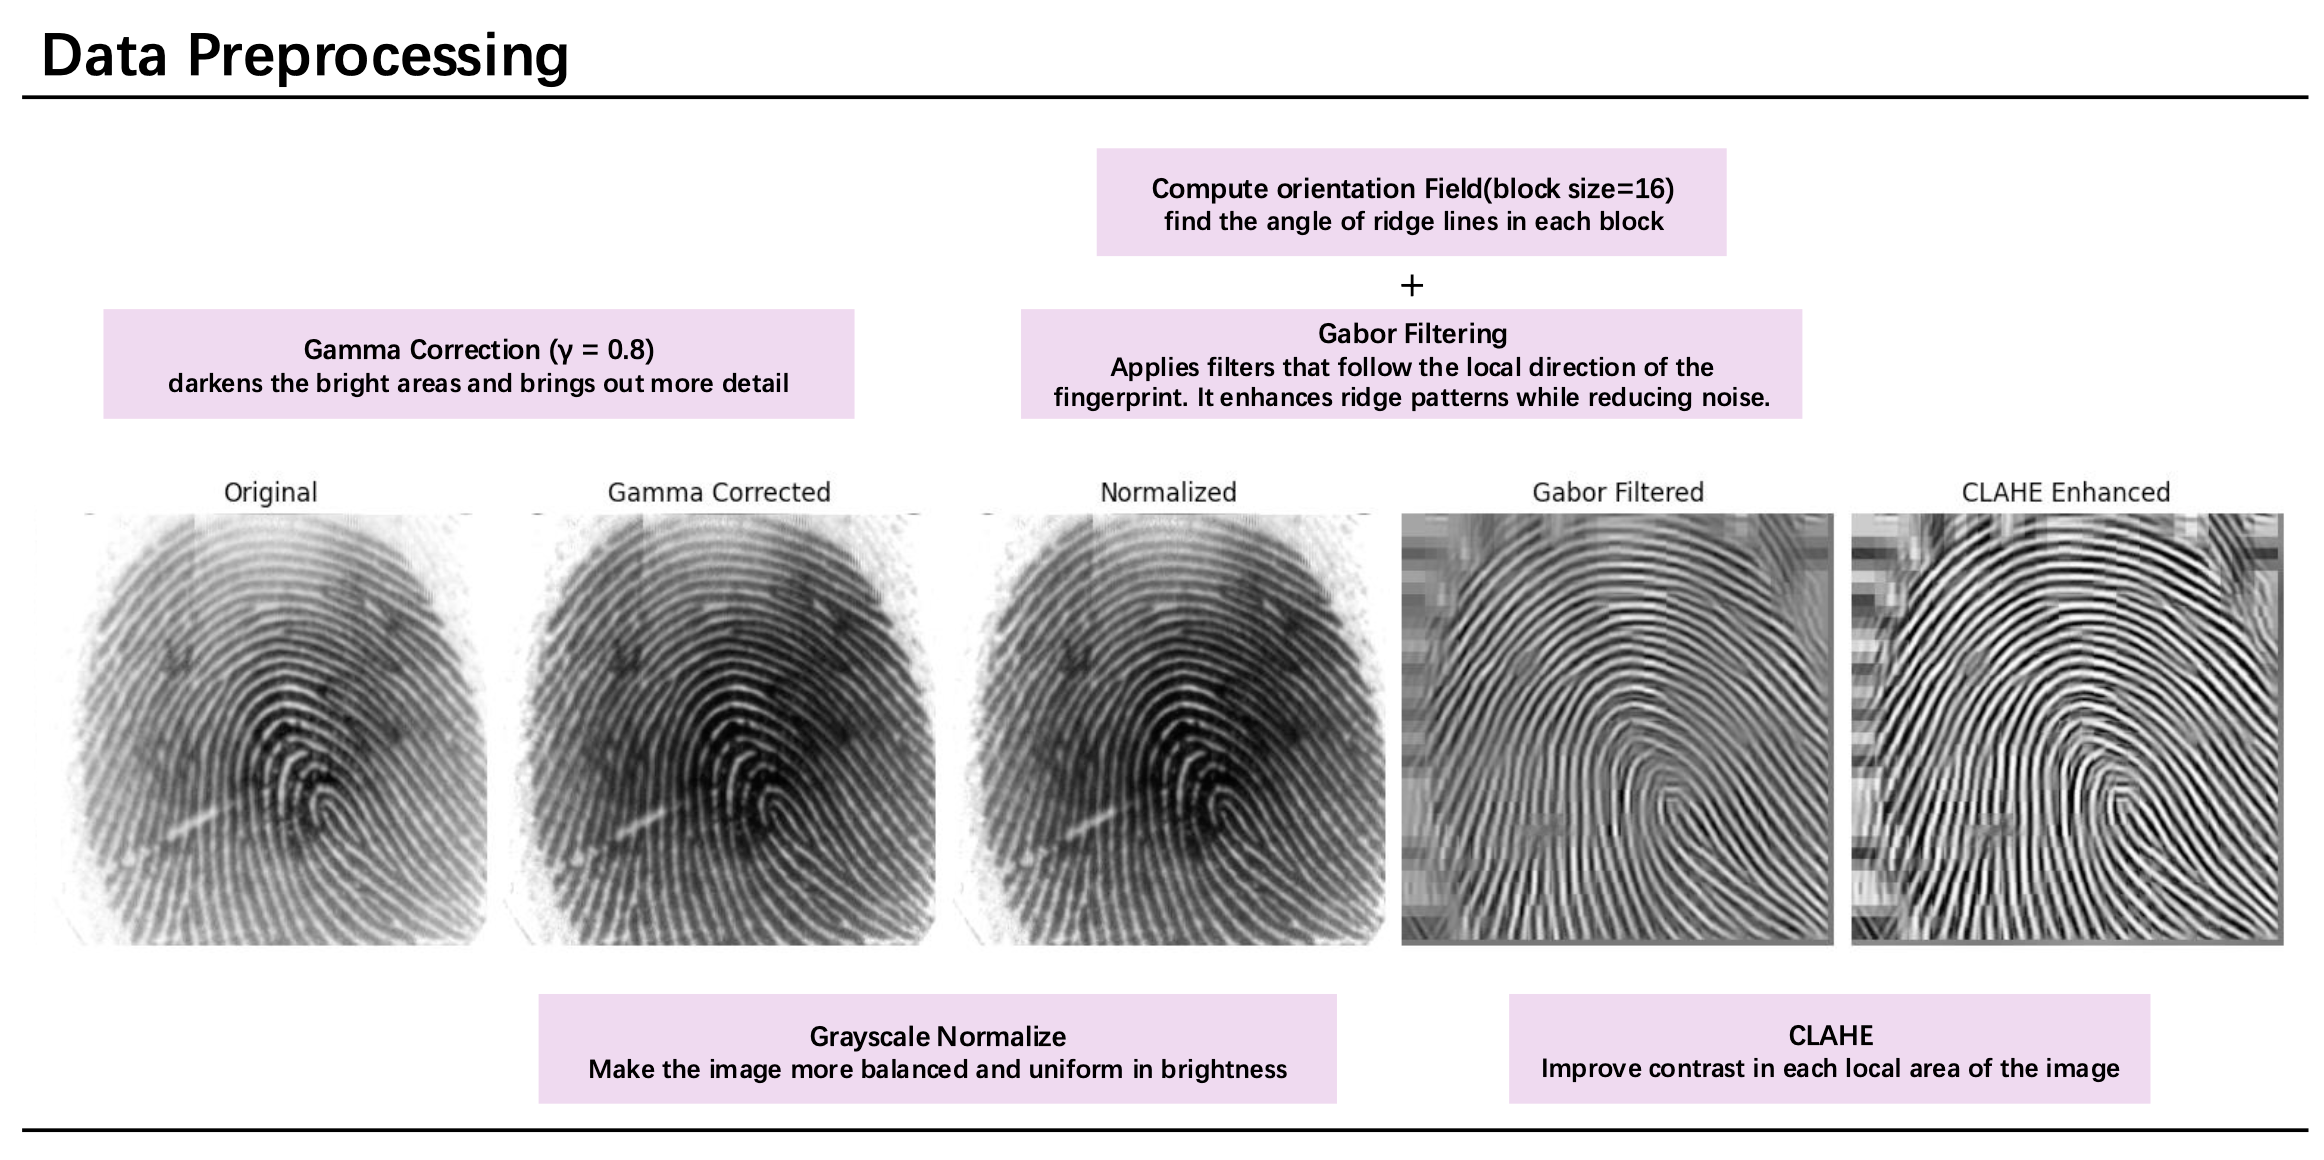 Data Preprocessing
Compute orientation Field(block size=16)
find the angle of ridge lines in each block
+
Gamma Correction (γ = 0.8)
darkens the bright areas and brings out more detail
Gabor Filtering
Applies filters that follow the local direction of the
fingerprint. It enhances ridge patterns while reducing noise.
Original
Gamma Corrected
Normalized
Gabor Filtered
CLAHE Enhanced
Grayscale Normalize
Make the image more balanced and uniform in brightness
CLAHE
Improve contrast in each local area of the image